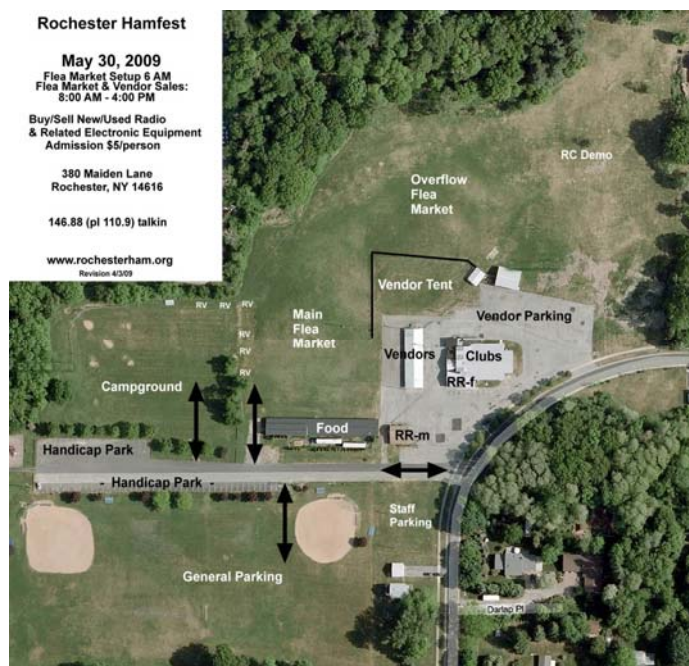 Rochester Hamfest
May 30, 2009
Flea Market Setup 6 AM
Flea Market & Vendor Sales:
8:00 AM - 4:00 PM
Buy/Sell New/Used Radio
& Related Electronic Equipment
Admission $5/person
380 Maiden Lane
Rochester, NY 14616
146.88 (pl 110.9) talkin
www.rochesterham.org
Revision 4/3/09
RC Demo
Overflow
Flea
Market
Vendor Tent
RV RV RV
Main
Flea
Market
Vendor Parking
RV
RV
RV
Vendors
Clubs
RR-f
Campground
Food
RR-m
Handicap Park
- Handicap Park -
Staff
Parking
General Parking
Darlap Pl